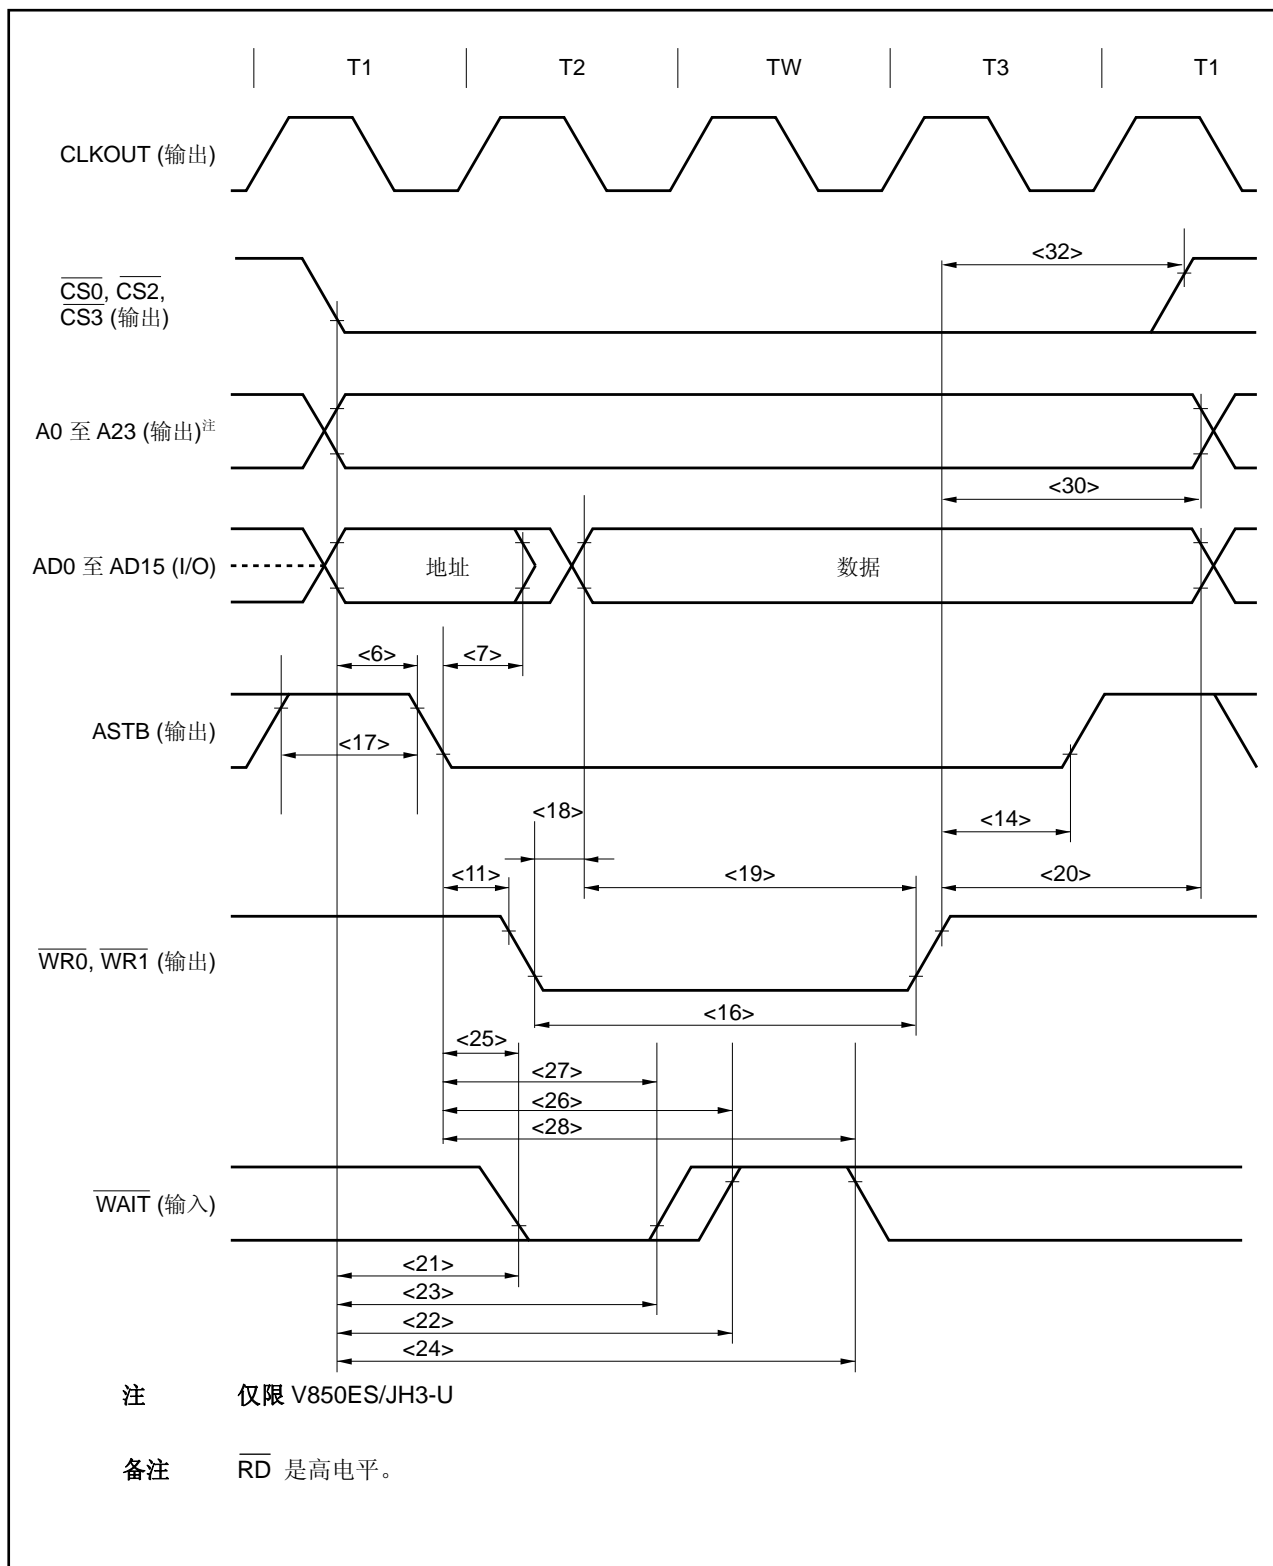 T1 T2 TW T3 T1
CLKOUT (输出)
<32>
CS0, CS2,
CS3 (输出)
A0 至 A23 (输出)注
<30>
AD0 至 AD15 (I/O) 地址 数据
<6> <7>
ASTB (输出)
<17>
<18> <14>
<11> <19> <20>
WR0, WR1 (输出)
<16>
<25>
<27>
<26>
<28>
WAIT (输入)
<21>
<23>
<22>
<24>
注 仅限 V850ES/JH3-U
备注 RD 是高电平。